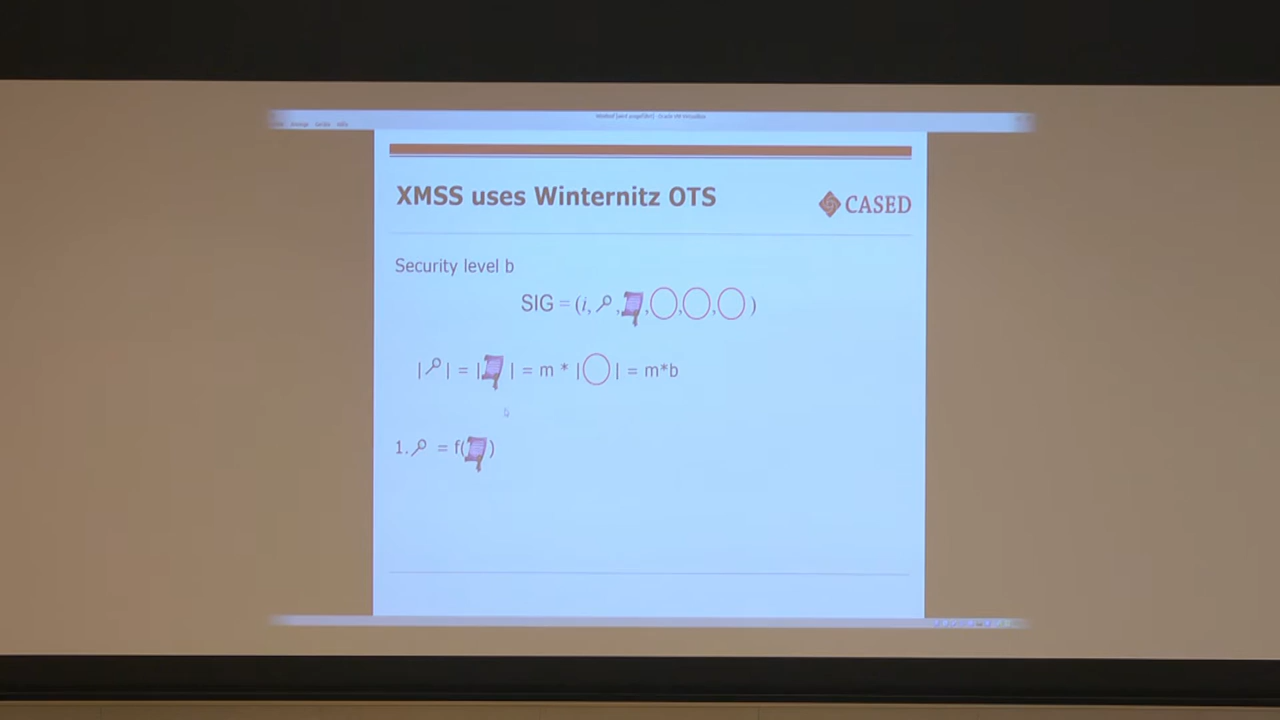 XMSS uses Winternitz OTS
CASED
Security level b
SIG = (i, , , , , )
| | = | | = m * | | = m*b
1. = f( )